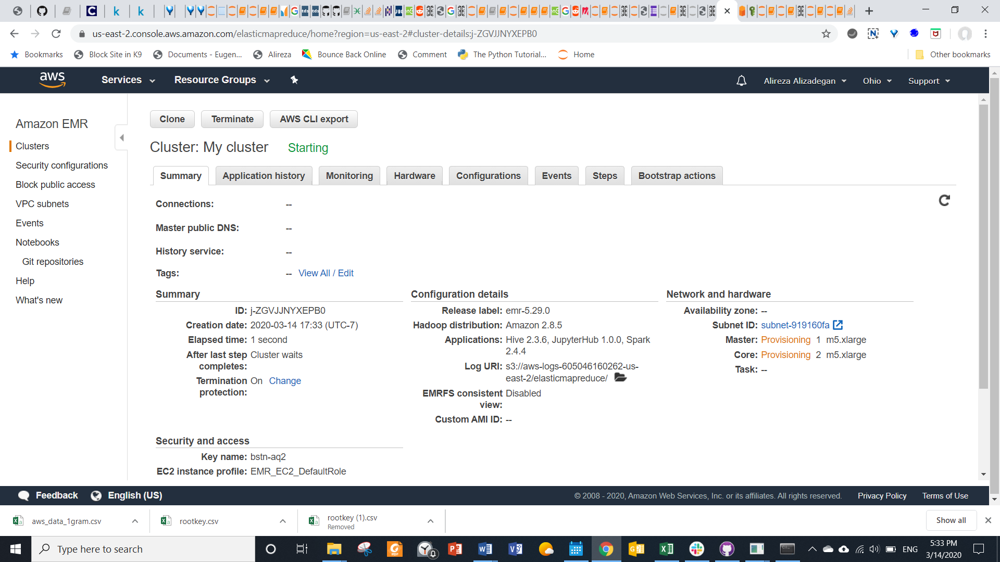 us-east-2.console.aws.amazon.com/elasticmapreduce/home?region=us-east-2#cluster-details:j-ZGVJJNYXEPB0
Bookmarks Block Site in K9 Documents - Eugen... Alireza Bounce Back Online Comment The Python Tutorial... Home Other bookmarks
aws Services Resource Groups Alireza Alizadegan Ohio Support
Amazon EMR
Clusters
Security configurations
Block public access
VPC subnets
Events
Notebooks
Git repositories
Help
What's new
Clone Terminate AWS CLI export
Cluster: My cluster Starting
Summary Application history Monitoring Hardware Configurations Events Steps Bootstrap actions
Connections: --
Master public DNS: --
History service: --
Tags: -- View All / Edit
Summary
ID: j-ZGVJJNYXEPB0
Creation date: 2020-03-14 17:33 (UTC-7)
Elapsed time: 1 second
After last step Cluster waits
completes:
Termination On Change
protection:
Configuration details
Release label: emr-5.29.0
Hadoop distribution: Amazon 2.8.5
Applications: Hive 2.3.6, JupyterHub 1.0.0, Spark
2.4.4
Log URI: s3://aws-logs-605046160262-us-
east-2/elasticmapreduce/
EMRFS consistent Disabled
view:
Custom AMI ID: --
Network and hardware
Availability zone: --
Subnet ID: subnet-919160fa
Master: Provisioning 1 m5.xlarge
Core: Provisioning 2 m5.xlarge
Task: --
Security and access
Key name: bstn-aq2
EC2 instance profile: EMR_EC2_DefaultRole
Feedback English (US) © 2008 - 2020, Amazon Web Services, Inc. or its affiliates. All rights reserved. Privacy Policy Terms of Use
aws_data_1gram.csv rootkey.csv rootkey (1).csv Show all
Removed
Type here to search
ENG
5:33 PM
3/14/2020